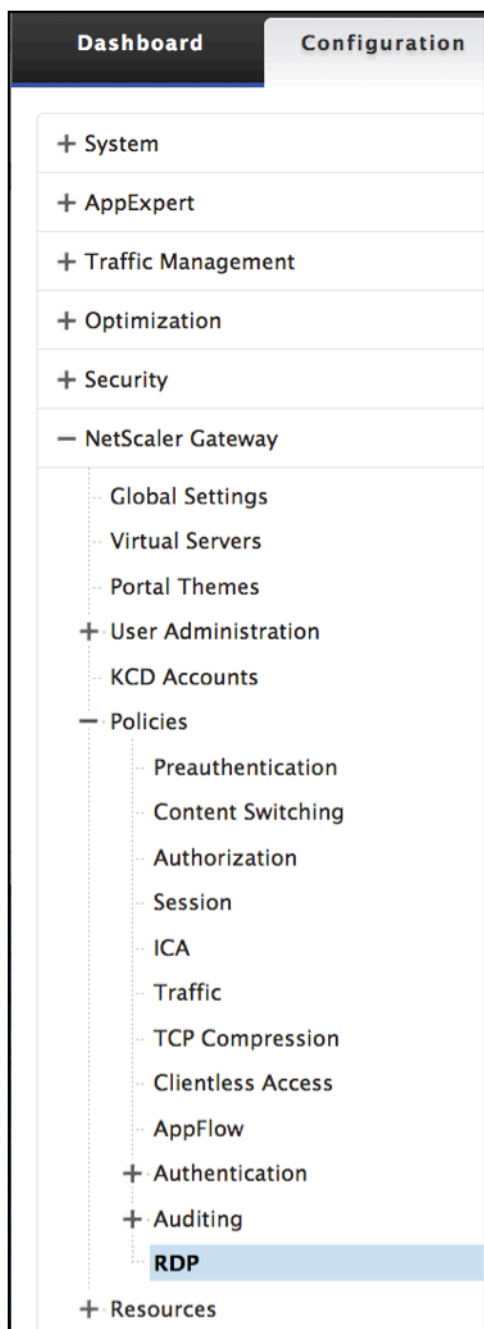 Dashboard Configuration
System
AppExpert
Traffic Management
Optimization
Security
NetScaler Gateway
Global Settings
Virtual Servers
Portal Themes
User Administration
KCD Accounts
Policies
Preauthentication
Content Switching
Authorization
Session
ICA
Traffic
TCP Compression
Clientless Access
AppFlow
Authentication
Auditing
RDP
Resources